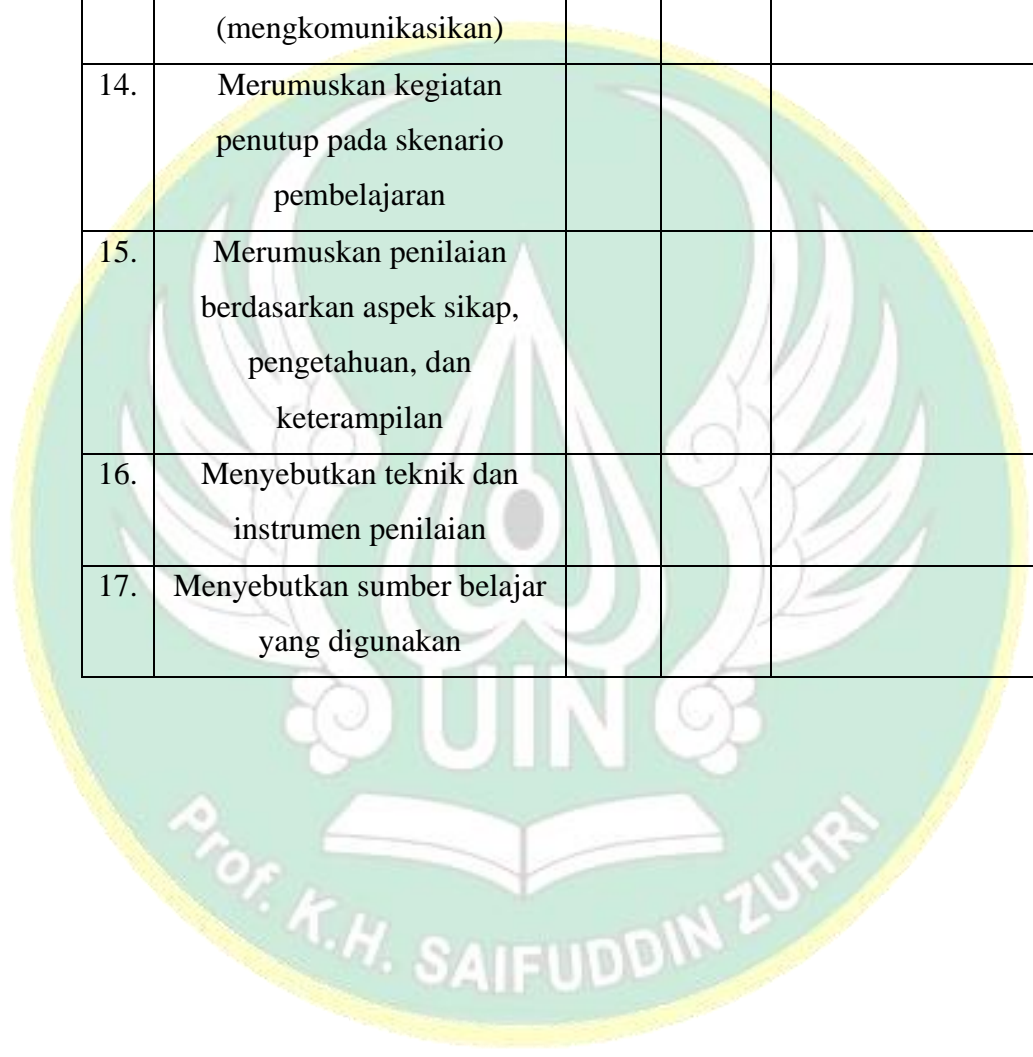 (mengkomunikasikan)
14. Merumuskan kegiatan
penutup pada skenario
pembelajaran
15. Merumuskan penilaian
berdasarkan aspek sikap,
pengetahuan, dan
keterampilan
16. Menyebutkan teknik dan
instrumen penilaian
17. Menyebutkan sumber belajar
yang digunakan
UIN
Prof. K.H. SAIFUDDIN ZUHRI